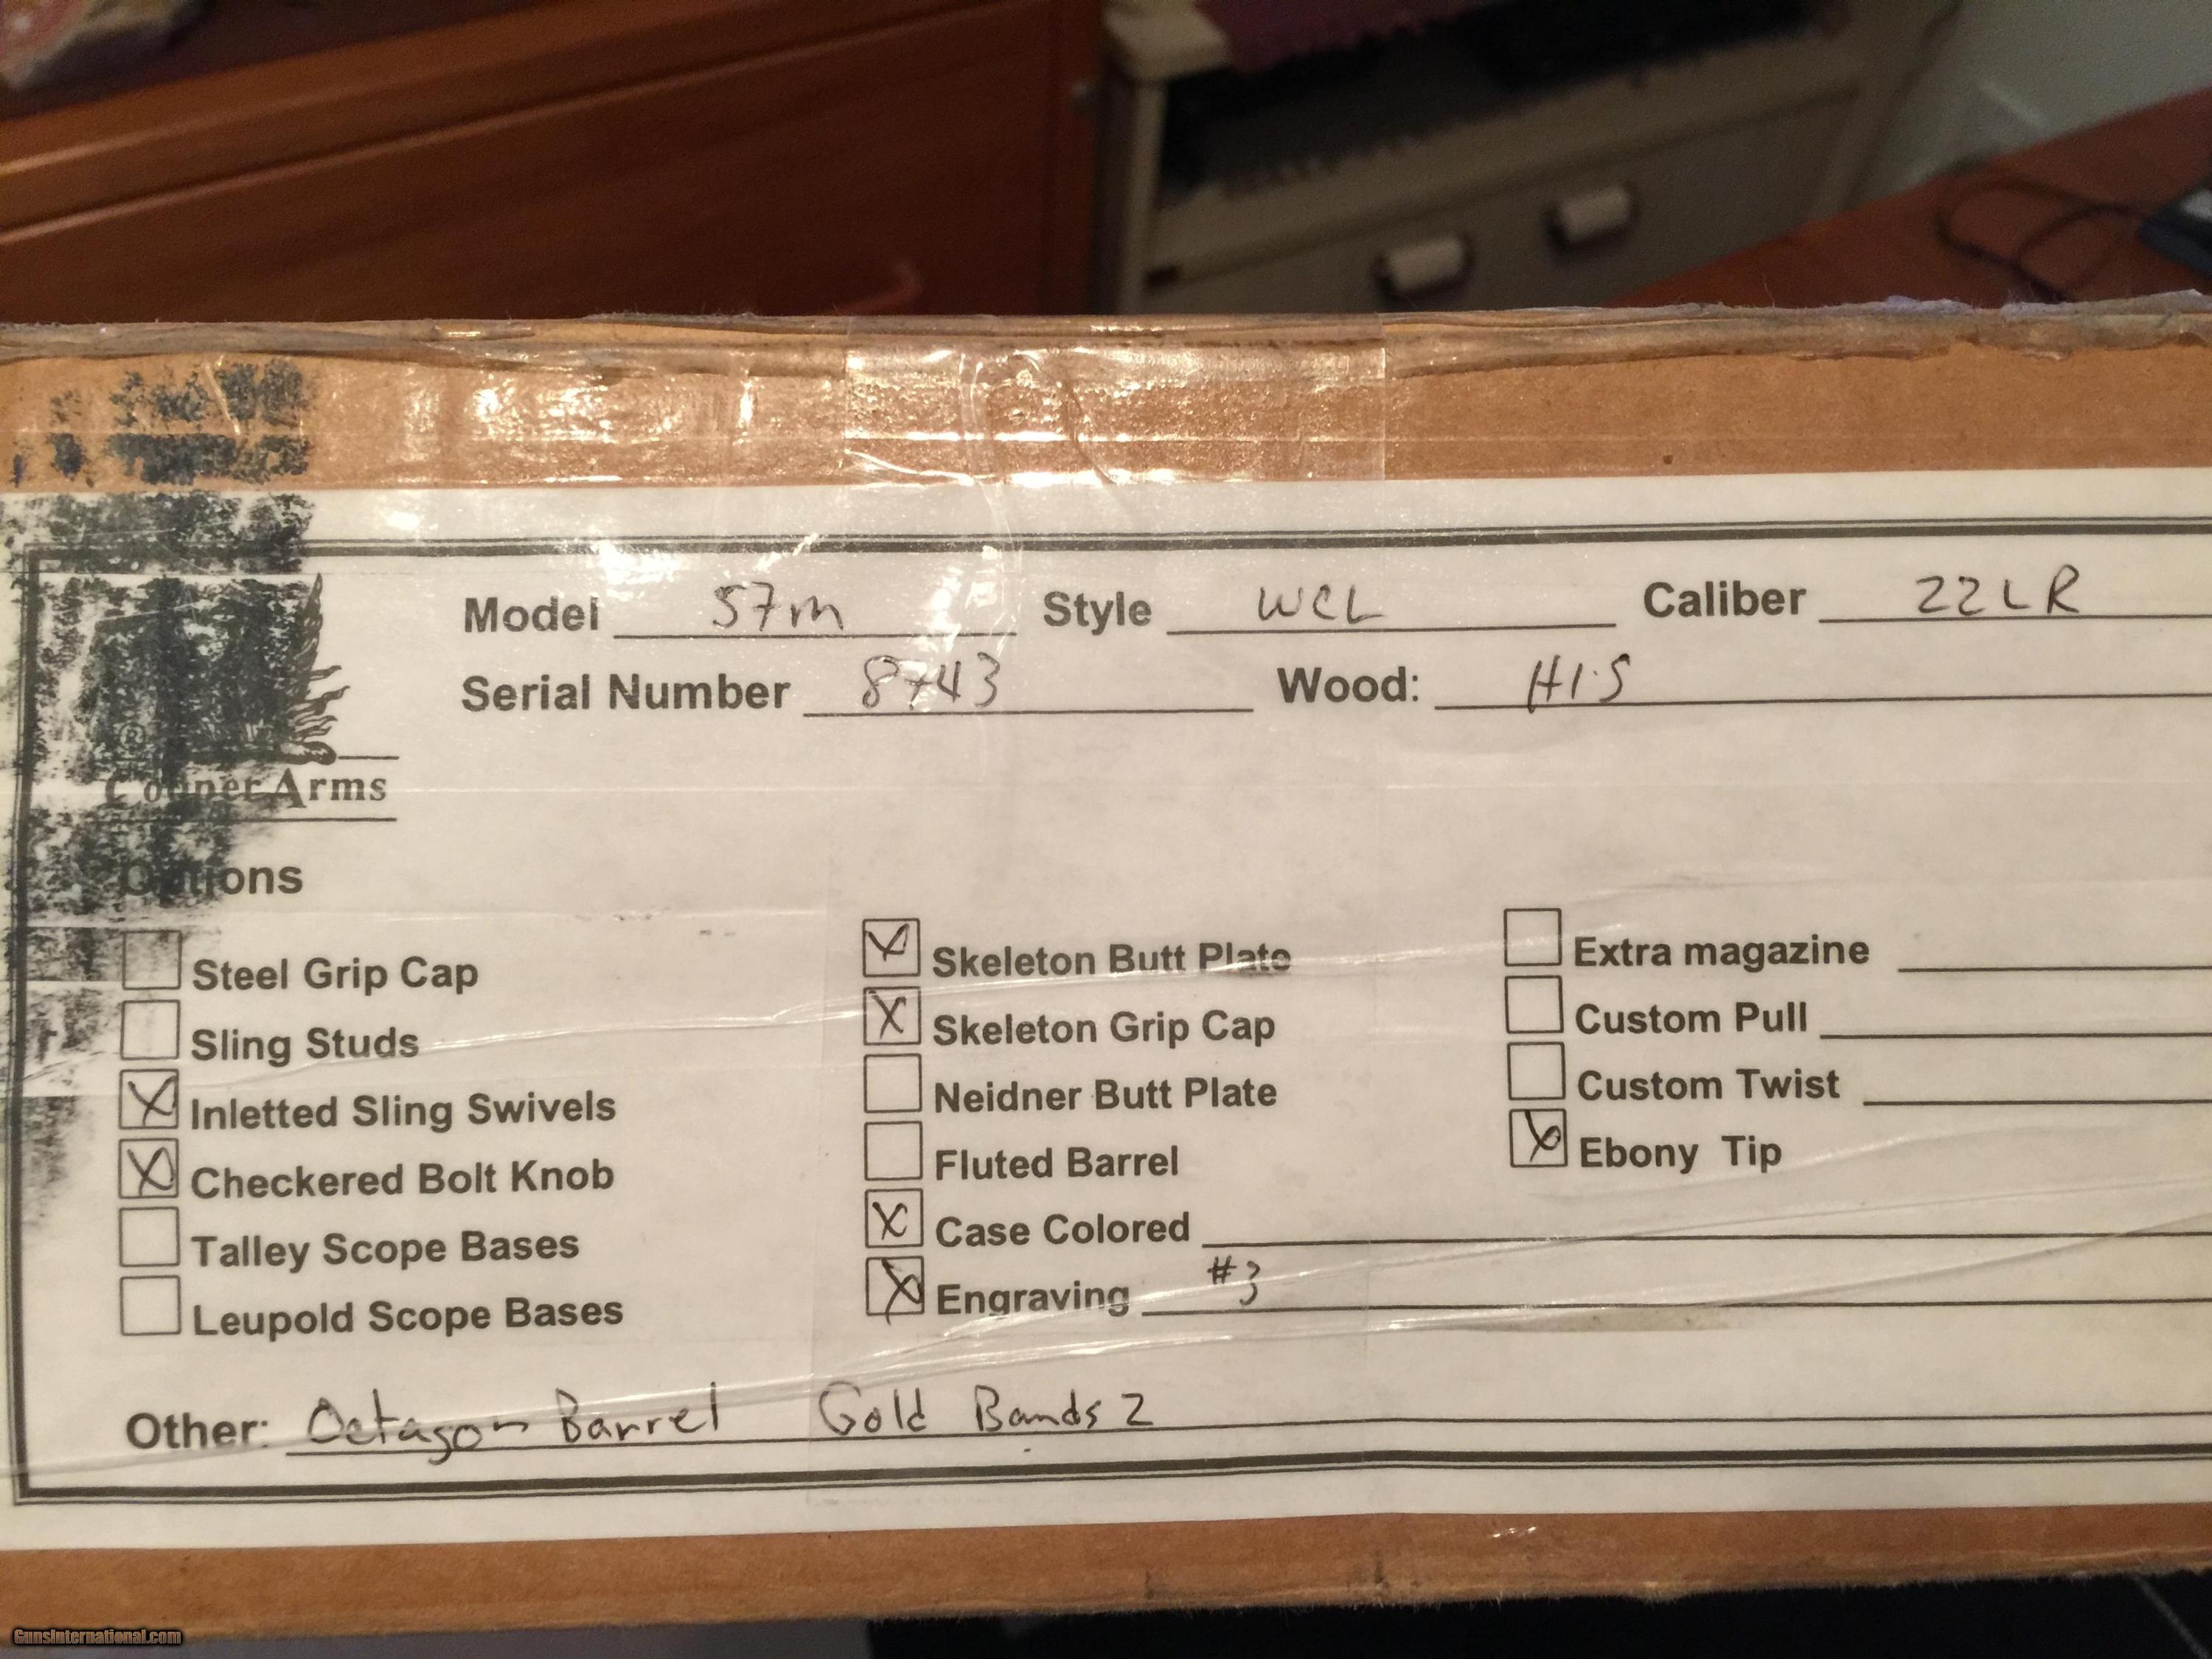 Model 57m Style WCL Caliber 22LR
Serial Number 8743 Wood: H1-S
®
Cooper Arms
Options
Steel Grip Cap
Sling Studs
Inletted Sling Swivels
Checkered Bolt Knob
Talley Scope Bases
Leupold Scope Bases
Skeleton Butt Plate
Skeleton Grip Cap
Neidner Butt Plate
Fluted Barrel
Case Colored
Engraving #3
Extra magazine
Custom Pull
Custom Twist
Ebony Tip
Other: Octagon Barrel Gold Bands 2
GunsInternational.com